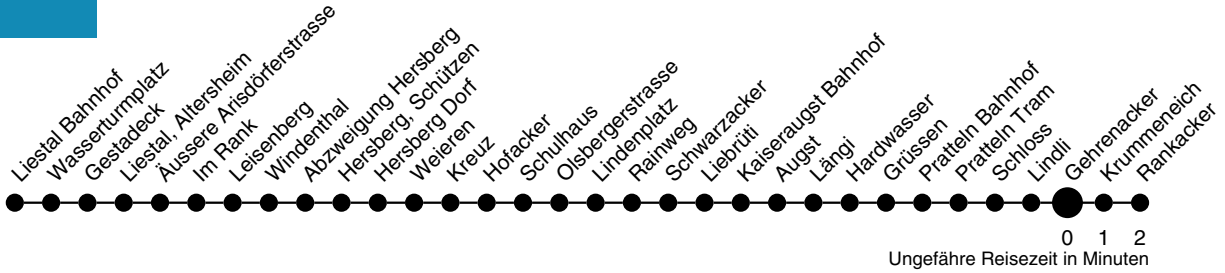 Liestal Bahnhof
Wasserturmplatz
Gestadeck
Liestal, Altersheim
Äussere Arisdörferstrasse
Im Rank
Leisenberg
Windenthal
Abzweigung Hersberg
Hersberg, Schützen
Hersberg Dorf
Weieren
Kreuz
Hofacker
Schulhaus
Olsbergerstrasse
Lindenplatz
Rainweg
Schwarzacker
Liebrüti
Kaiseraugst Bahnhof
Augst
Längi
Hardwasser
Grüssen
Pratteln Bahnhof
Pratteln Tram
Schloss
Lindli
Gehrenacker
Krummeneich
Rankacker
0 1 2
Ungefähre Reisezeit in Minuten